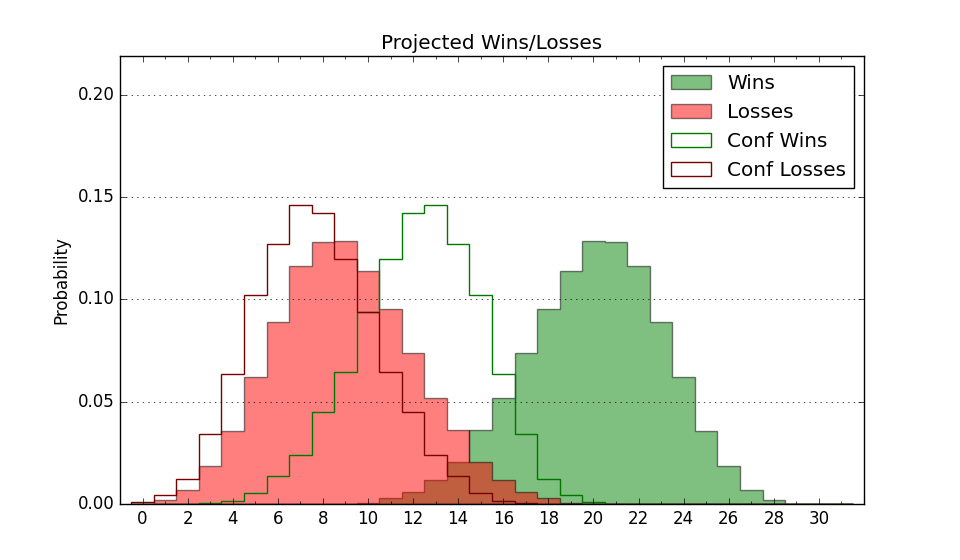 Projected Wins/Losses
Wins
Losses
Conf Wins
Conf Losses
Probability
0.20
0.15
0.10
0.05
0.00
0 2 4 6 8 10 12 14 16 18 20 22 24 26 28 30